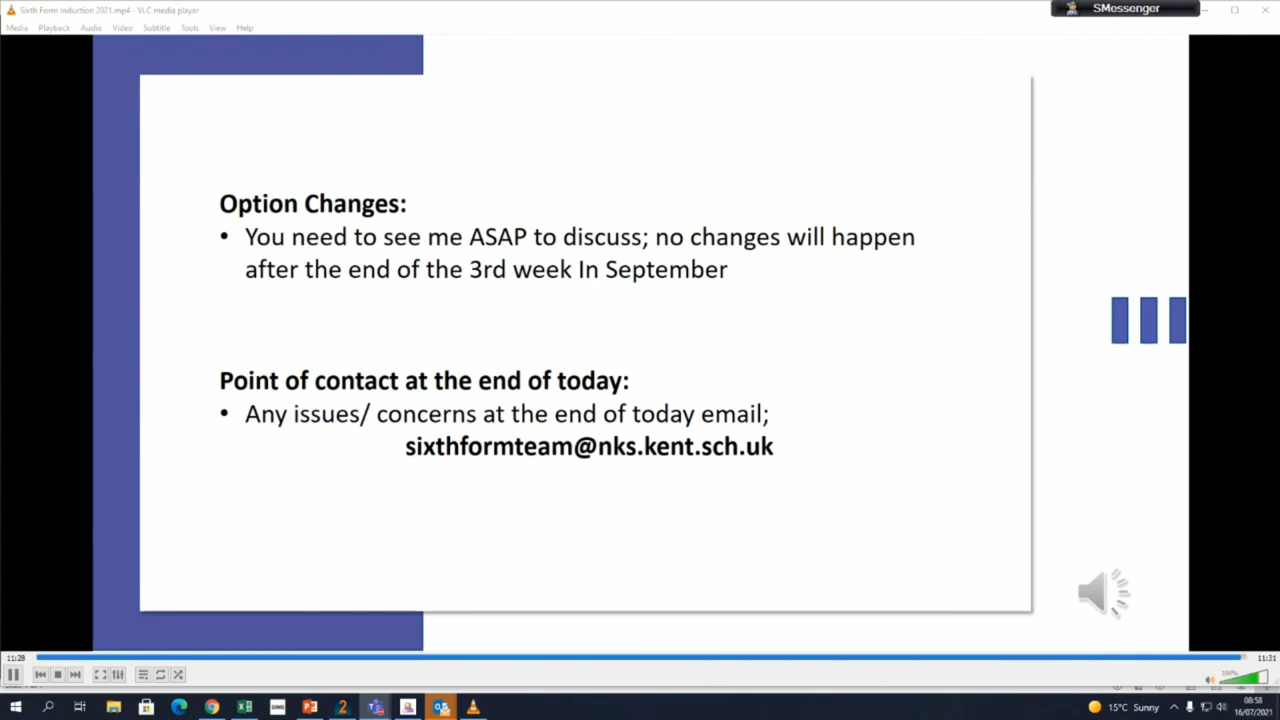 Sixth Form Induction 2021.mp4 - VLC media player
SMessenger
Media Playback Audio Video Subtitle Tools View Help
Option Changes:
• You need to see me ASAP to discuss; no changes will happen
after the end of the 3rd week In September
Point of contact at the end of today:
• Any issues/ concerns at the end of today email;
sixthformteam@nks.kent.sch.uk
11:28
11:31
100%
SIMS
2
15°C Sunny
08:58
16/07/2021